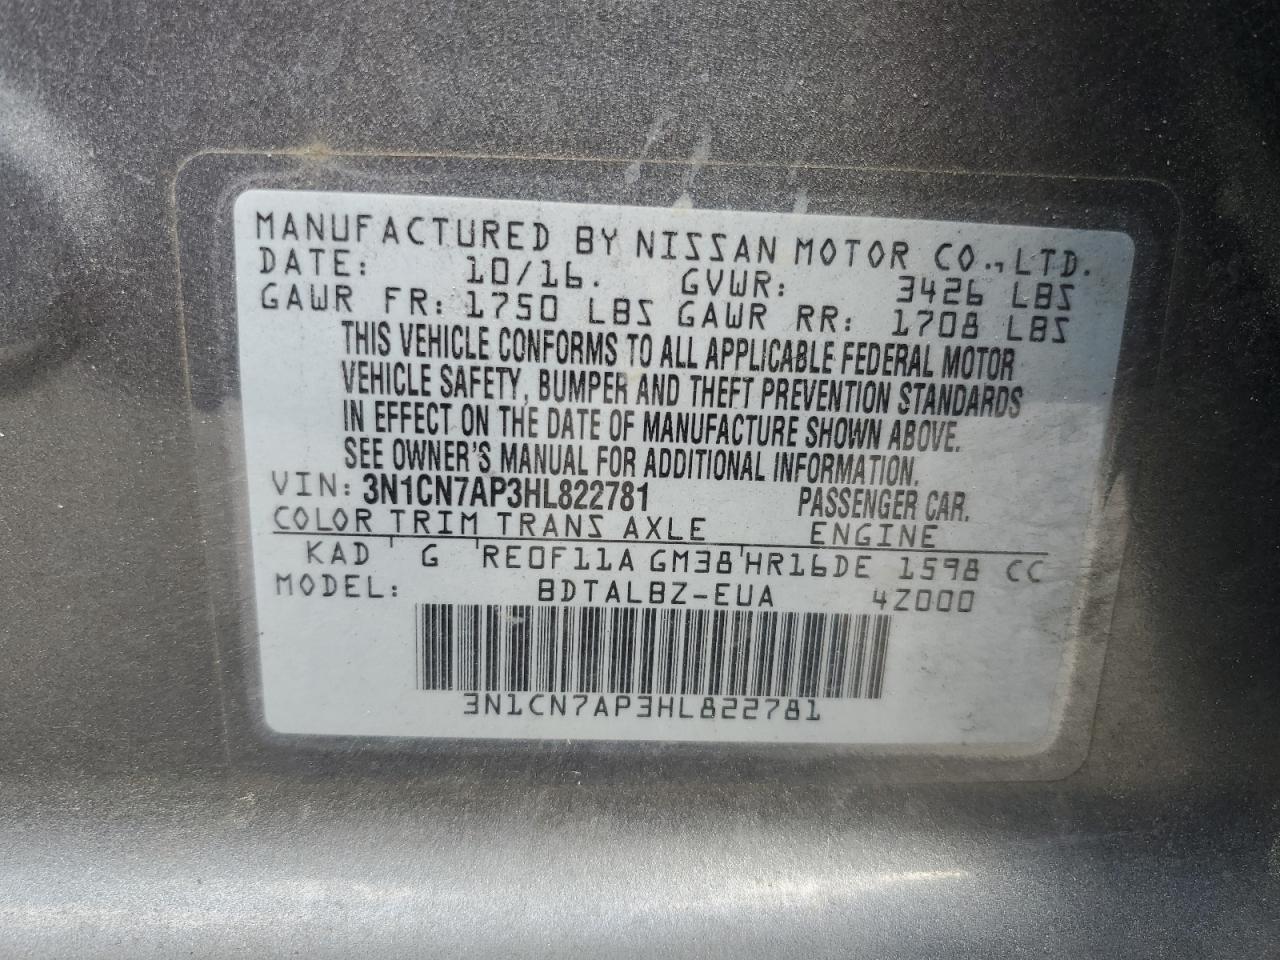 MANUFACTURED BY NISSAN MOTOR CO., LTD.
DATE: 10/16. GVWR: 3426 LBS
GAWR FR: 1750 LBS GAWR RR: 1708 LBS
THIS VEHICLE CONFORMS TO ALL APPLICABLE FEDERAL MOTOR
VEHICLE SAFETY, BUMPER AND THEFT PREVENTION STANDARDS
IN EFFECT ON THE DATE OF MANUFACTURE SHOWN ABOVE.
SEE OWNER'S MANUAL FOR ADDITIONAL INFORMATION.
VIN: 3N1CN7AP3HL822781 PASSENGER CAR.
COLOR TRIM TRANS AXLE ENGINE
KAD G RE0F11A GM38 HR16DE 1598 CC
MODEL: BDTALBZ-EUA 4Z000
3N1CN7AP3HL822781